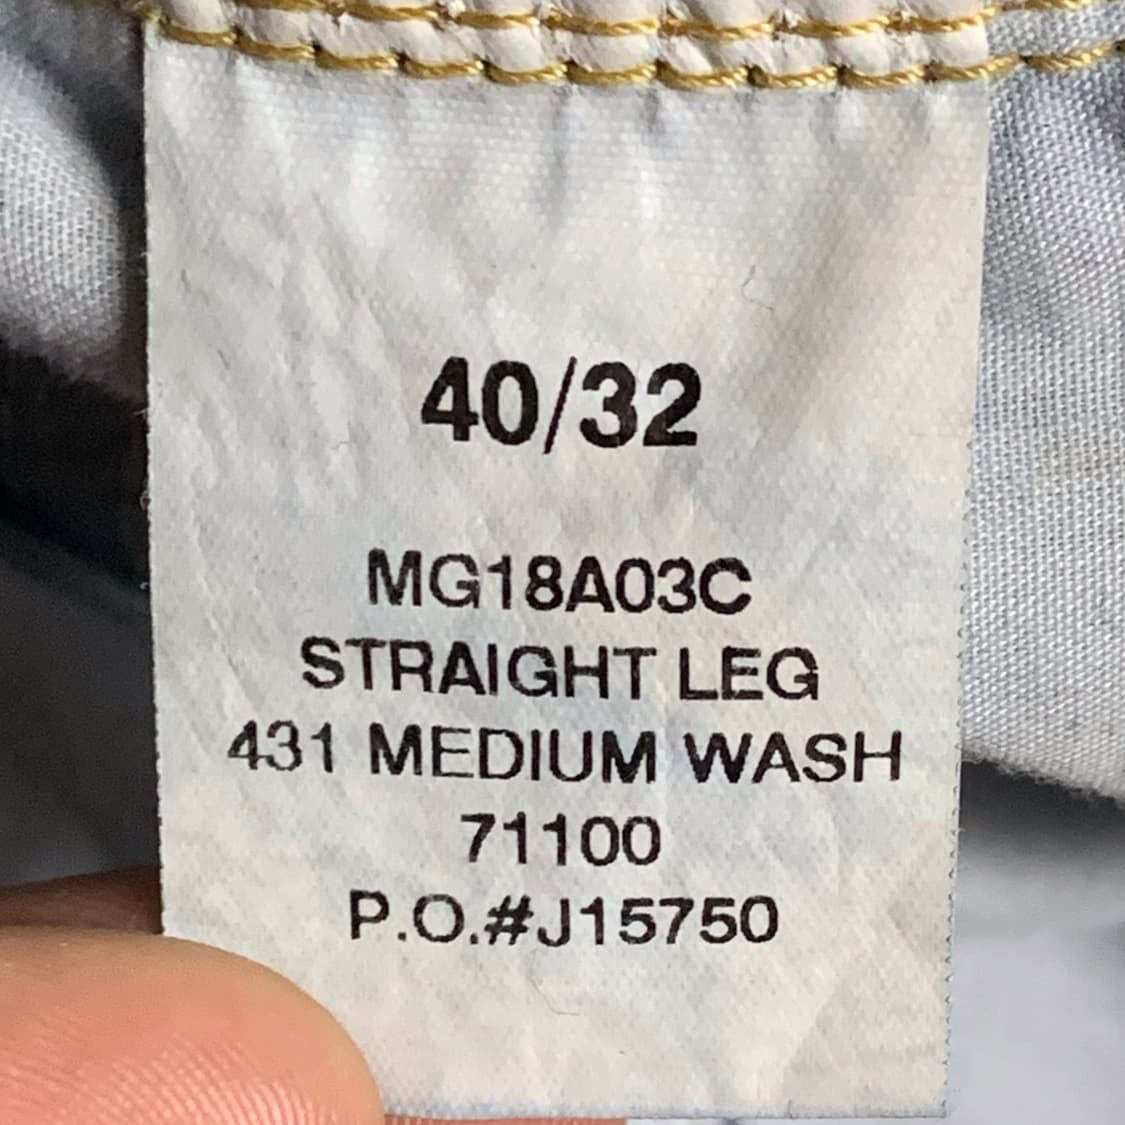 40/32
MG18A03C
STRAIGHT LEG
431 MEDIUM WASH
71100
P.O.#J15750